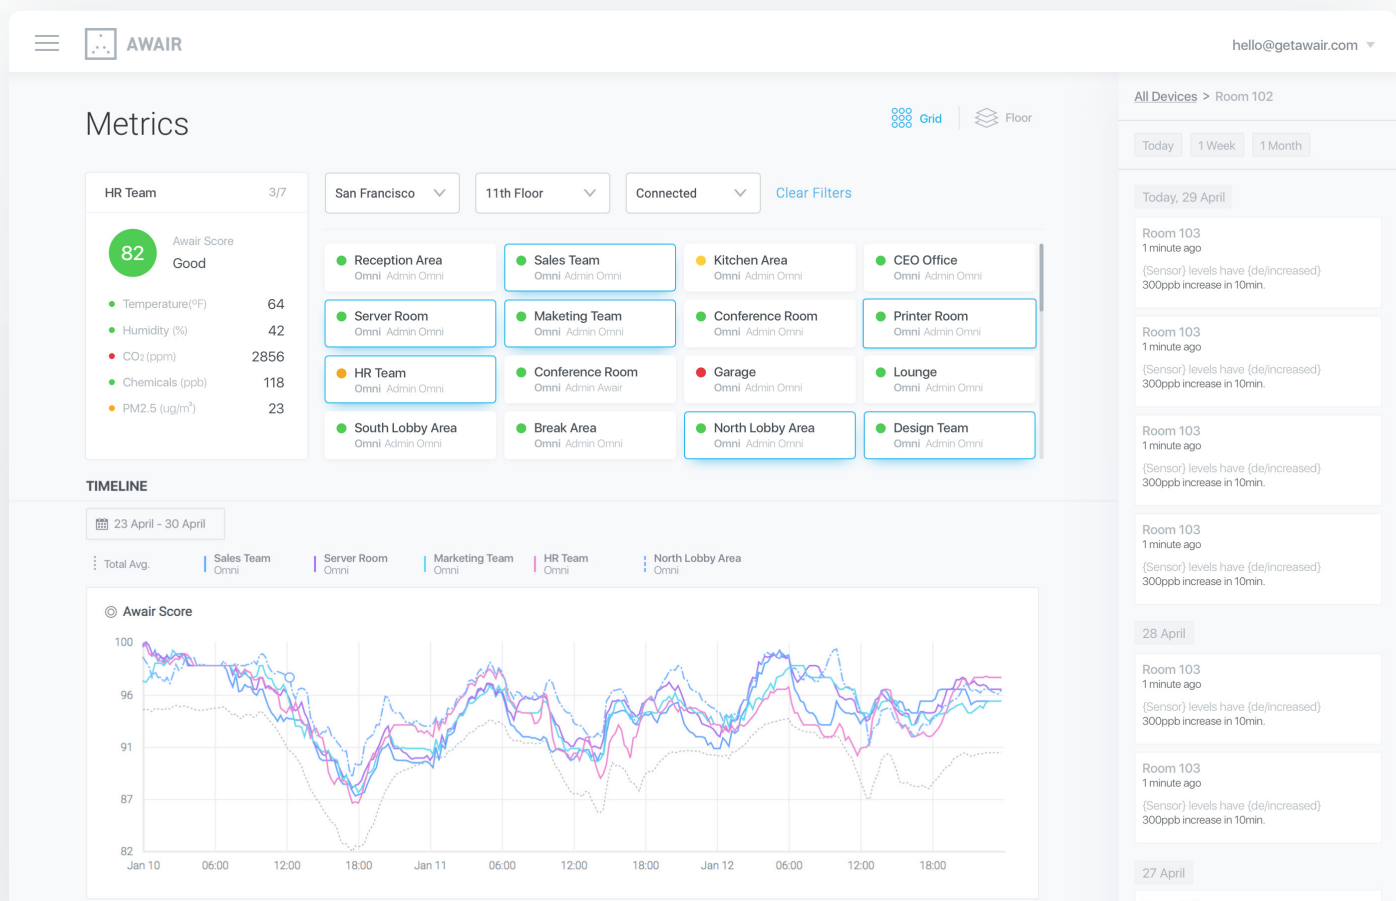 AWAIR
hello@getawair.com
Metrics
Grid
Floor
HR Team 3/7
82
Awair Score
Good
Temperature(ºF) 64
Humidity (%) 42
CO₂ (ppm) 2856
Chemicals (ppb) 118
PM2.5 (ug/m³) 23
San Francisco
11th Floor
Connected
Clear Filters
Reception Area
Omni Admin Omni
Sales Team
Omni Admin Omni
Kitchen Area
Omni Admin Omni
CEO Office
Omni Admin Omni
Server Room
Omni Admin Omni
Maketing Team
Omni Admin Omni
Conference Room
Omni Admin Omni
Printer Room
Omni Admin Omni
HR Team
Omni Admin Omni
Conference Room
Omni Admin Awair
Garage
Omni Admin Omni
Lounge
Omni Admin Omni
South Lobby Area
Omni Admin Omni
Break Area
Omni Admin Omni
North Lobby Area
Omni Admin Omni
Design Team
Omni Admin Omni
TIMELINE
23 April - 30 April
Total Avg.
Sales Team
Omni
Server Room
Omni
Marketing Team
Omni
HR Team
Omni
North Lobby Area
Omni
Awair Score
100
96
91
87
82
Jan 10 06:00 12:00 18:00 Jan 11 06:00 12:00 18:00 Jan 12 06:00 12:00 18:00
All Devices > Room 102
Today 1 Week 1 Month
Today, 29 April
Room 103
1 minute ago
{Sensor} levels have {de/increased}
300ppb increase in 10min.
Room 103
1 minute ago
{Sensor} levels have {de/increased}
300ppb increase in 10min.
Room 103
1 minute ago
{Sensor} levels have {de/increased}
300ppb increase in 10min.
Room 103
1 minute ago
{Sensor} levels have {de/increased}
300ppb increase in 10min.
28 April
Room 103
1 minute ago
{Sensor} levels have {de/increased}
300ppb increase in 10min.
Room 103
1 minute ago
{Sensor} levels have {de/increased}
300ppb increase in 10min.
27 April